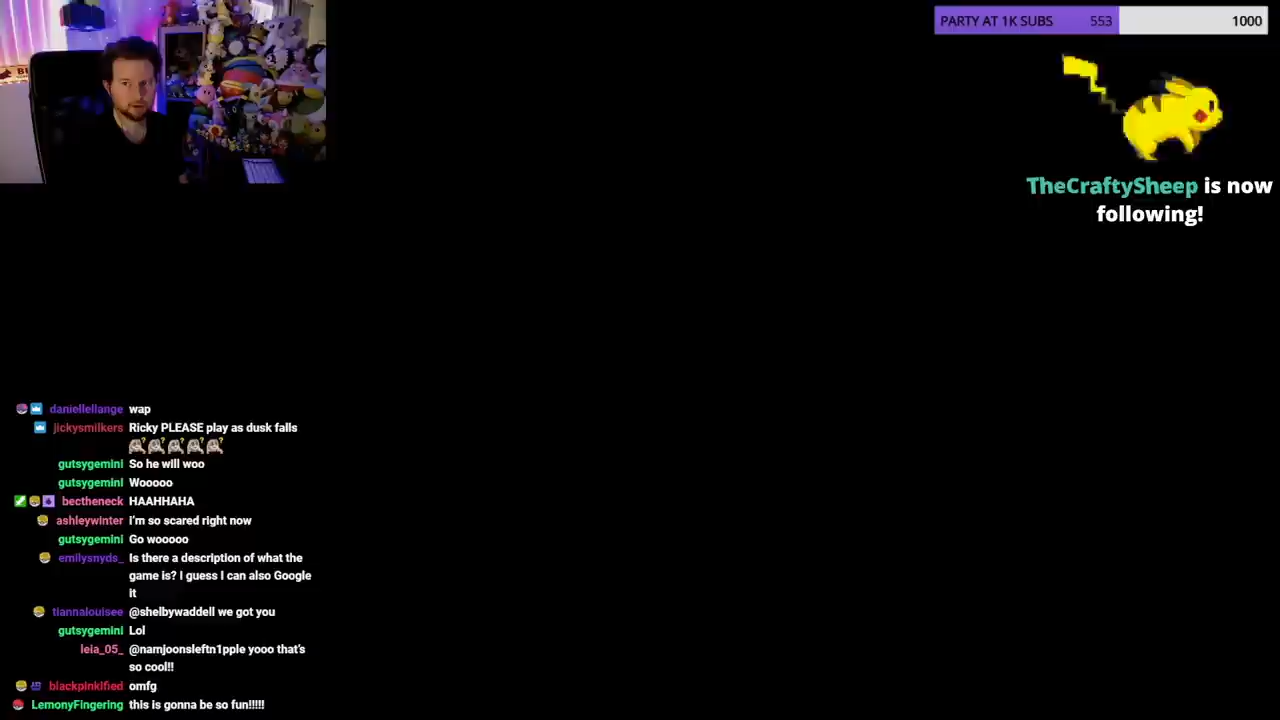 PARTY AT 1K SUBS 553 1000
TheCraftySheep is now
following!
daniellellange wap
jickysmilkers Ricky PLEASE play as dusk falls
gutsygemini So he will woo
gutsygemini Wooooo
bectheneck HAAHHAHA
ashleywinter i'm so scared right now
gutsygemini Go wooooo
emilysnyds_ Is there a description of what the
game is? I guess I can also Google
it
tiannalouisee @shelbywaddell we got you
gutsygemini Lol
leia_05_ @namjoonsleftn1pple yooo that's
so cool!!
blackpinkified omfg
LemonyFingering this is gonna be so fun!!!!!